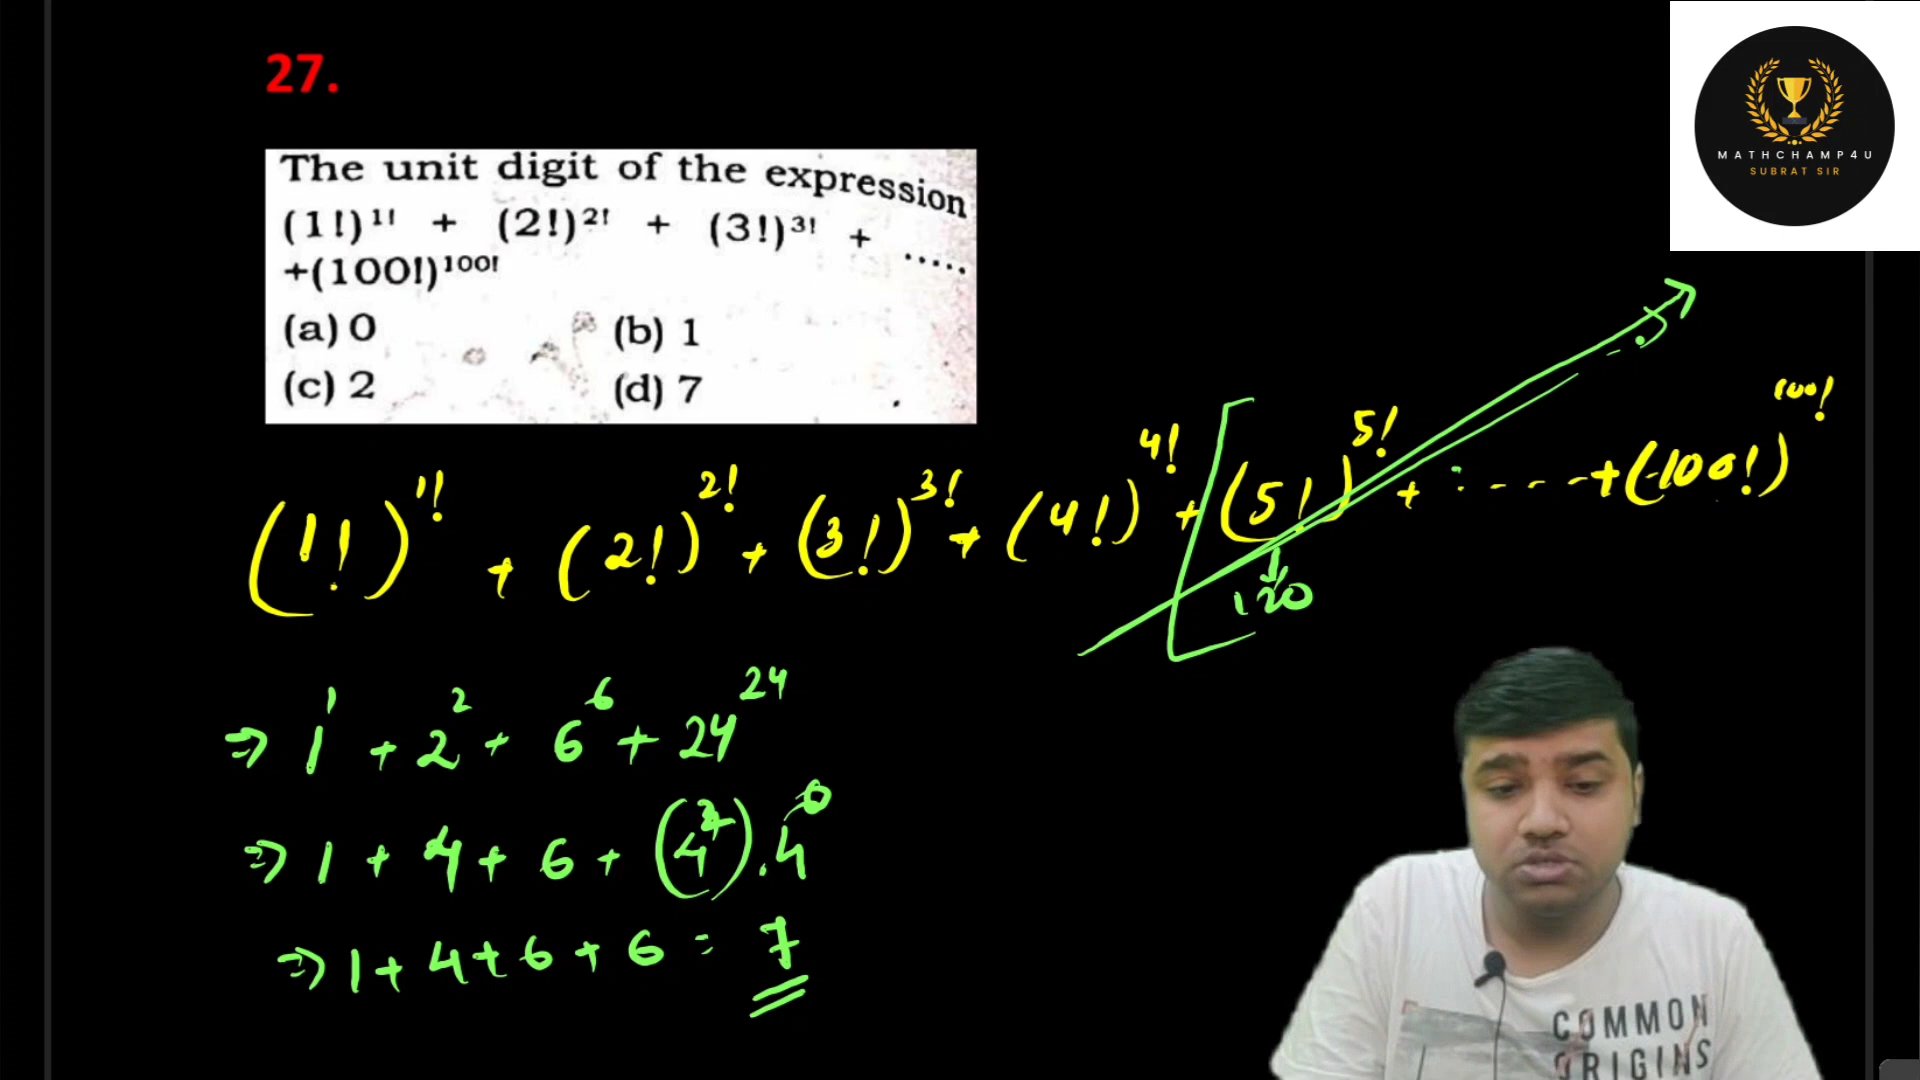 27.
The unit digit of the expression
(1!)¹! + (2!)²! + (3!)³! + .....
+(100!)¹⁰⁰!
(a) 0 (b) 1
(c) 2 (d) 7
MATHCHAMP4U
SUBRAT SIR
(1!)^1! + (2!)^2! + (3!)^3! + (4!)^4! + (5!)^5! + ---- + (100!)^100!
120
⇒ 1^1 + 2^2 + 6^6 + 24^24
⇒ 1 + 4 + 6 + (4^2).4^0
⇒ 1 + 4 + 6 + 6 = 7
COMMON
ORIGINS